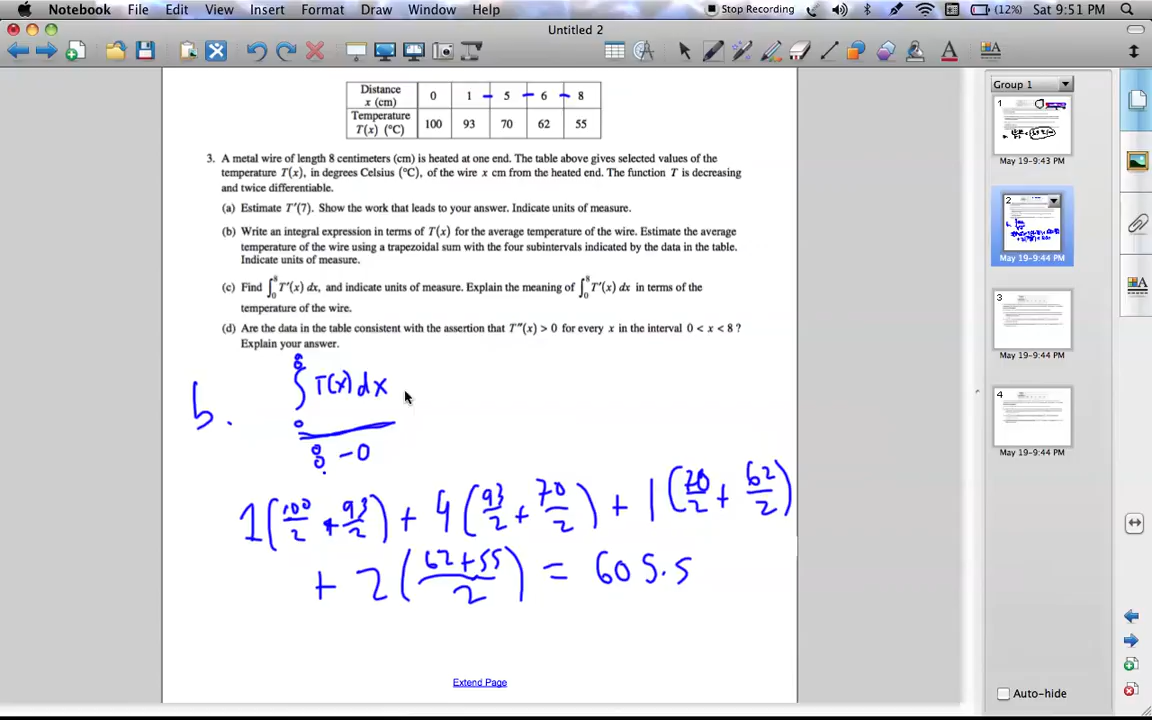 Notebook File Edit View Insert Format Draw Window Help Stop Recording (12%) Sat 9:51 PM
Untitled 2
Distance x (cm) 0 1 5 6 8
Temperature T(x) (°C) 100 93 70 62 55
3. A metal wire of length 8 centimeters (cm) is heated at one end. The table above gives selected values of the
temperature T(x), in degrees Celsius (°C), of the wire x cm from the heated end. The function T is decreasing
and twice differentiable.
(a) Estimate T′(7). Show the work that leads to your answer. Indicate units of measure.
(b) Write an integral expression in terms of T(x) for the average temperature of the wire. Estimate the average
temperature of the wire using a trapezoidal sum with the four subintervals indicated by the data in the table.
Indicate units of measure.
(c) Find ∫₀⁸ T′(x) dx, and indicate units of measure. Explain the meaning of ∫₀⁸ T′(x) dx in terms of the
temperature of the wire.
(d) Are the data in the table consistent with the assertion that T″(x) > 0 for every x in the interval 0 < x < 8 ?
Explain your answer.
b. ∫₀⁸ T(x) dx
8 - 0
1(100/2 + 93/2) + 4(93/2 + 70/2) + 1(70/2 + 62/2)
+ 2((62+55)/2) = 605.5
Extend Page
Group 1
1
May 19–9:43 PM
2
May 19–9:44 PM
3
May 19–9:44 PM
4
May 19–9:44 PM
Auto-hide